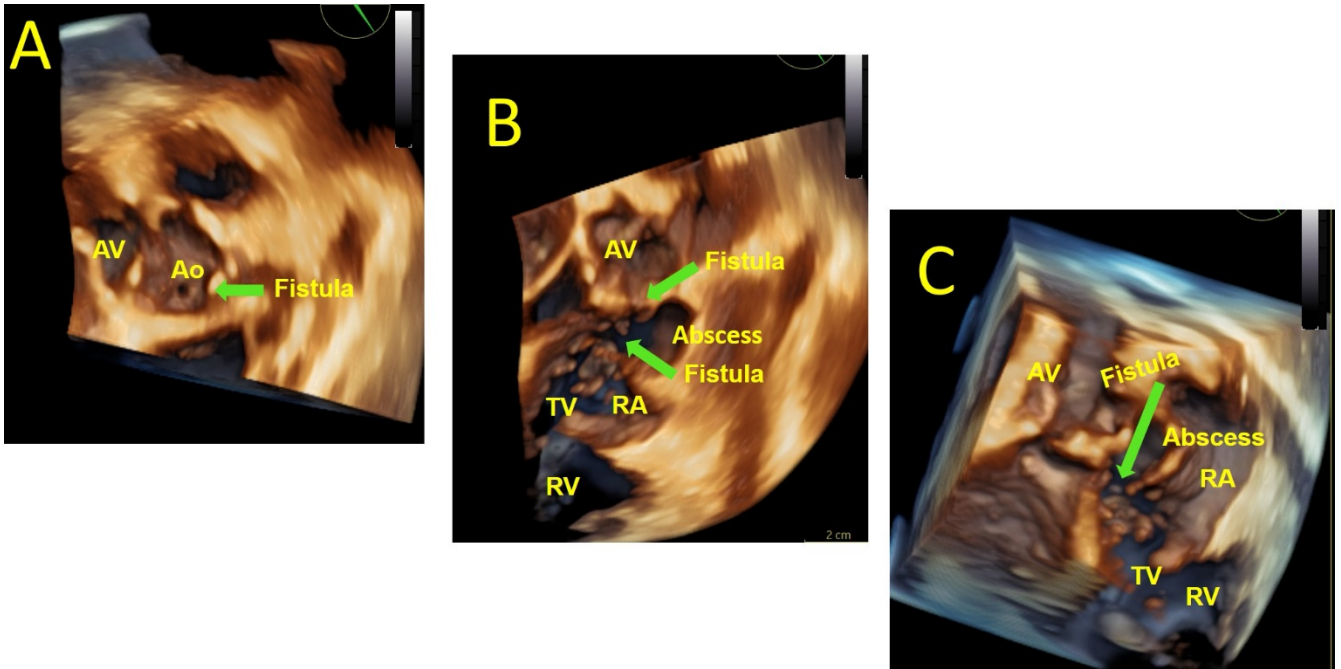 A
AV
Ao
Fistula
B
AV
Fistula
Abscess
Fistula
TV
RA
RV
2 cm
C
AV
Fistula
Abscess
RA
TV
RV